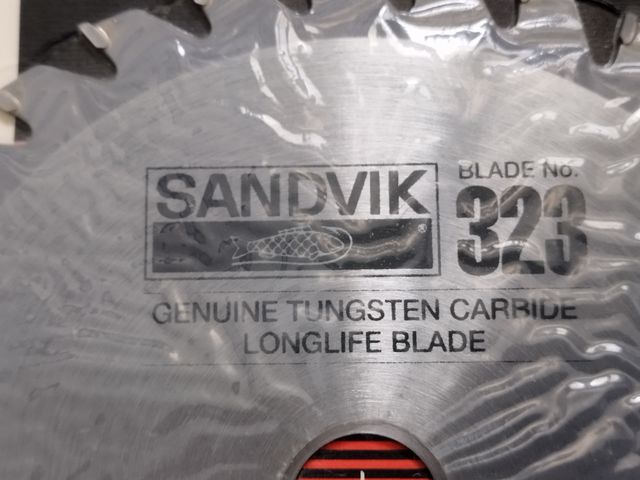 SANDVIK
®
BLADE No.
323
GENUINE TUNGSTEN CARBIDE
LONGLIFE BLADE